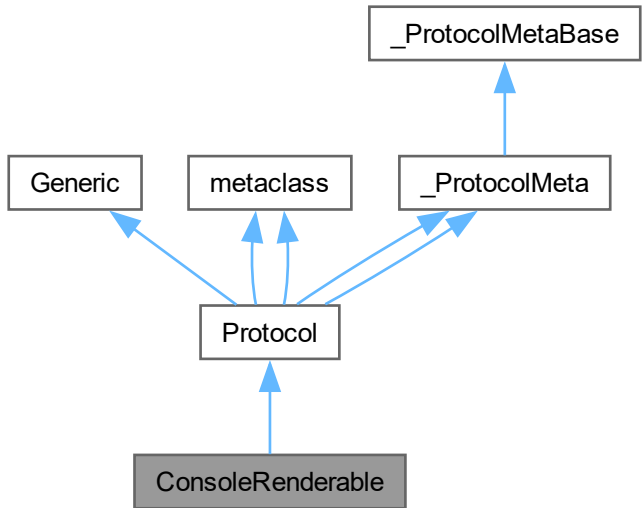 _ProtocolMetaBase
Generic
metaclass
_ProtocolMeta
Protocol
ConsoleRenderable